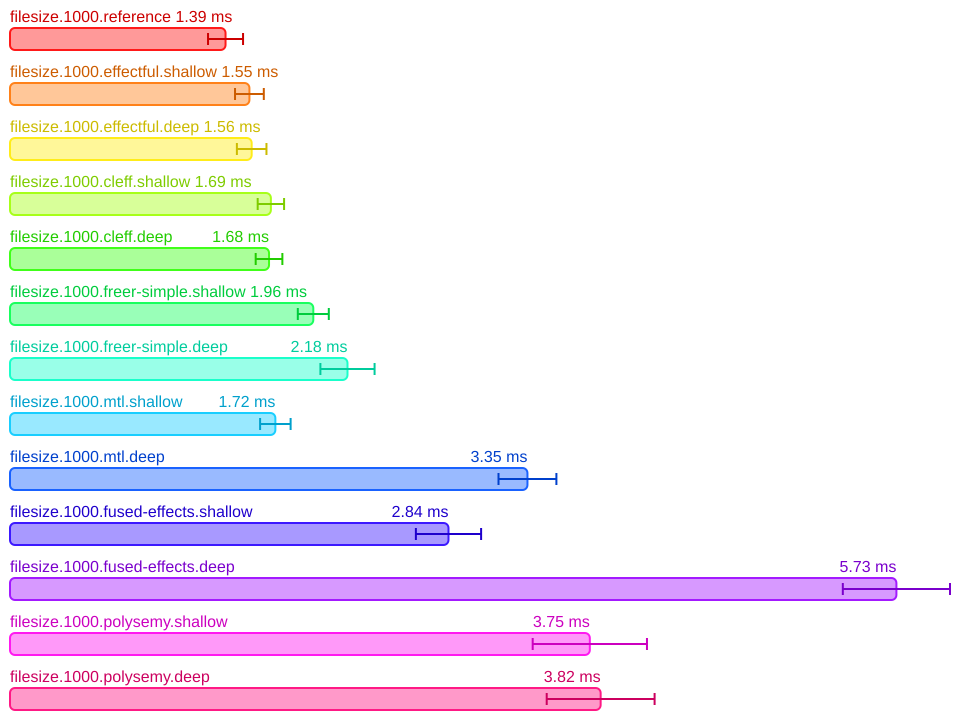 filesize.1000.reference 1.39 ms
filesize.1000.effectful.shallow 1.55 ms
filesize.1000.effectful.deep 1.56 ms
filesize.1000.cleff.shallow 1.69 ms
filesize.1000.cleff.deep 1.68 ms
filesize.1000.freer-simple.shallow 1.96 ms
filesize.1000.freer-simple.deep 2.18 ms
filesize.1000.mtl.shallow 1.72 ms
filesize.1000.mtl.deep 3.35 ms
filesize.1000.fused-effects.shallow 2.84 ms
filesize.1000.fused-effects.deep 5.73 ms
filesize.1000.polysemy.shallow 3.75 ms
filesize.1000.polysemy.deep 3.82 ms